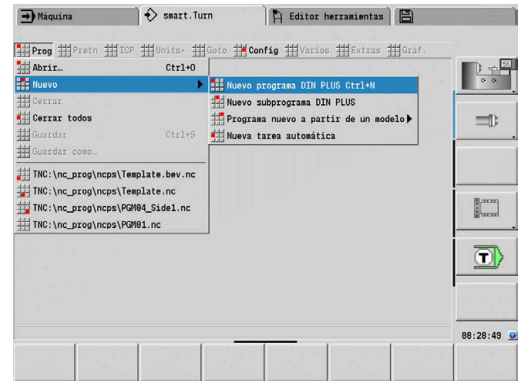 Máquina smart.Turn Editor herramientas
Prog Pretn ICP Units» Goto Config Varios Extras Gráf.
Abrir… Ctrl+O
Nuevo
Cerrar
Cerrar todos
Guardar Ctrl+S
Guardar como…
TNC:\nc_prog\ncps\Template.bev.nc
TNC:\nc_prog\ncps\Template.nc
TNC:\nc_prog\ncps\PGM04_Side1.nc
TNC:\nc_prog\ncps\PGM01.nc
Nuevo programa DIN PLUS Ctrl+N
Nuevo subprograma DIN PLUS
Programa nuevo a partir de un modelo
Nueva tarea automática
T
08:28:49